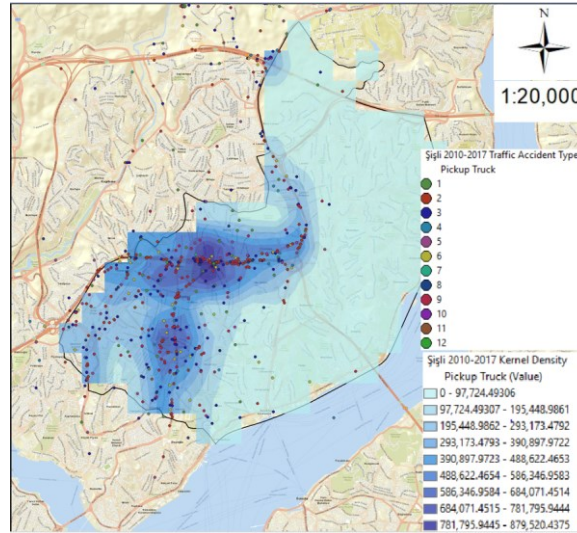 N
1:20,000
Şişli 2010-2017 Traffic Accident Type
Pickup Truck
1
2
3
4
5
6
7
8
9
10
11
12
Şişli 2010-2017 Kernel Density
Pickup Truck (Value)
0 - 97,724.49306
97,724.49307 - 195,448.9861
195,448.9862 - 293,173.4792
293,173.4793 - 390,897.9722
390,897.9723 - 488,622.4653
488,622.4654 - 586,346.9583
586,346.9584 - 684,071.4514
684,071.4515 - 781,795.9444
781,795.9445 - 879,520.4375